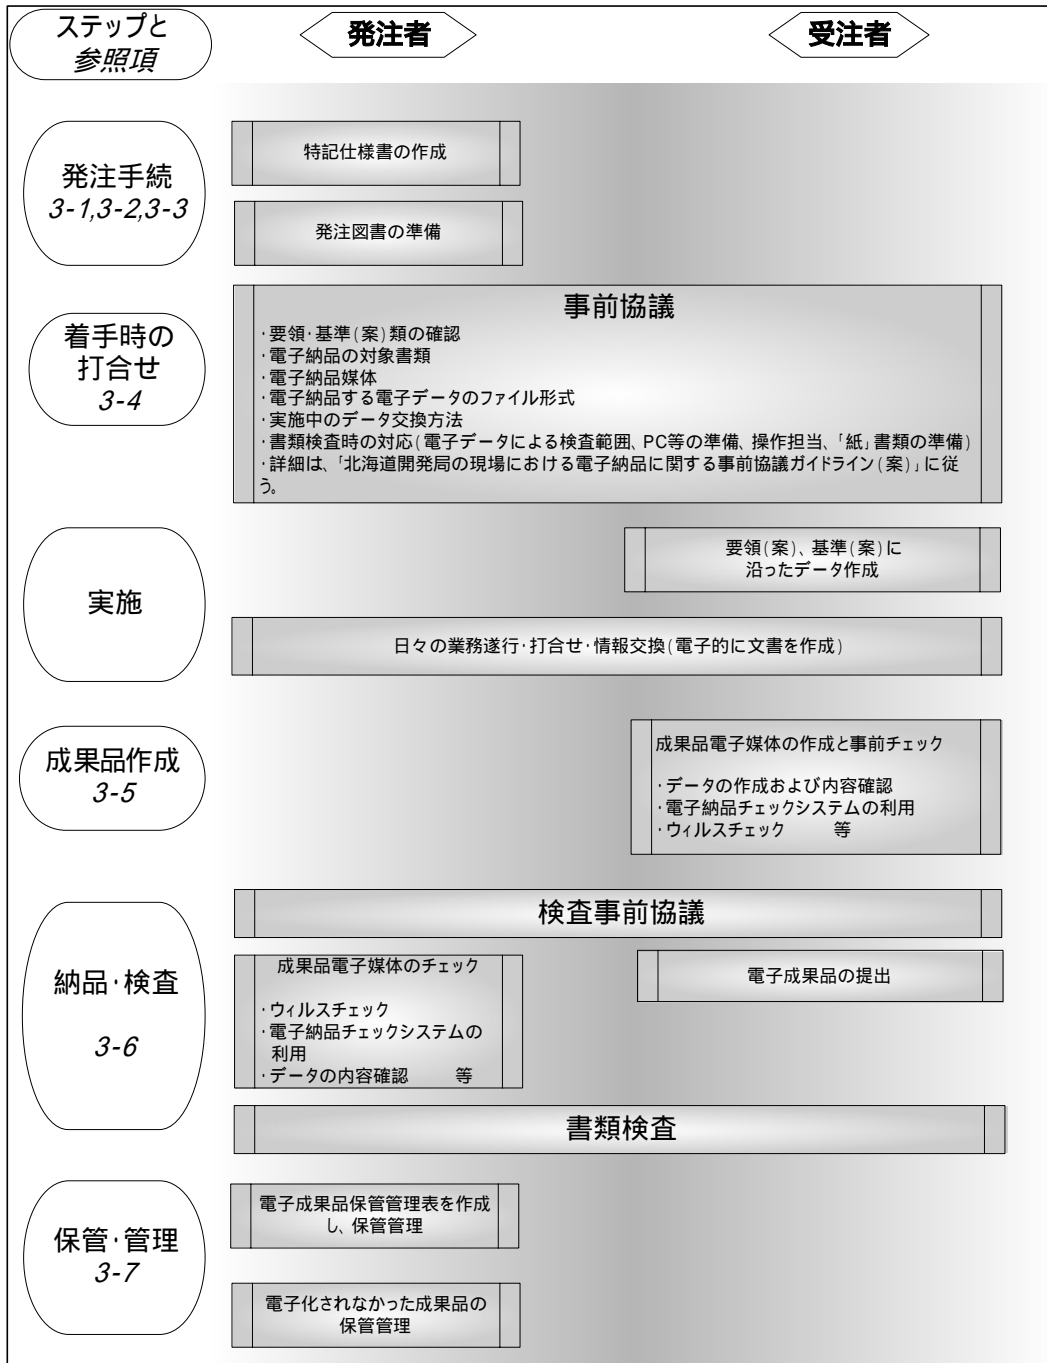 ステップと
参照項
発注者
受注者
発注手続
3-1,3-2,3-3
特記仕様書の作成
発注図書の準備
着手時の
打合せ
3-4
事前協議
・要領・基準(案)類の確認
・電子納品の対象書類
・電子納品媒体
・電子納品する電子データのファイル形式
・実施中のデータ交換方法
・書類検査時の対応(電子データによる検査範囲、PC等の準備、操作担当、「紙」書類の準備)
・詳細は、「北海道開発局の現場における電子納品に関する事前協議ガイドライン(案)」に従
う。
実施
要領(案)、基準(案)に
沿ったデータ作成
日々の業務遂行・打合せ・情報交換(電子的に文書を作成)
成果品作成
3-5
成果品電子媒体の作成と事前チェック
・データの作成および内容確認
・電子納品チェックシステムの利用
・ウィルスチェック 等
納品・検査
3-6
検査事前協議
成果品電子媒体のチェック
・ウィルスチェック
・電子納品チェックシステムの
利用
・データの内容確認 等
電子成果品の提出
書類検査
保管・管理
3-7
電子成果品保管管理表を作成
し、保管管理
電子化されなかった成果品の
保管管理